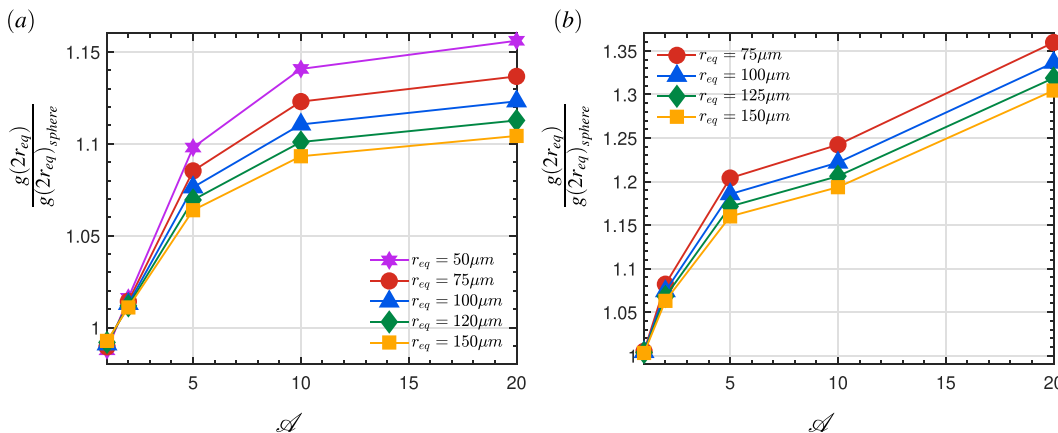 (a)
g(2r_eq)
g(2r_eq)_sphere
1.15
1.1
1.05
1
5
10
15
20
𝒜
r_eq = 50μm
r_eq = 75μm
r_eq = 100μm
r_eq = 120μm
r_eq = 150μm
(b)
g(2r_eq)
g(2r_eq)_sphere
1.35
1.3
1.25
1.2
1.15
1.1
1.05
1
5
10
15
20
𝒜
r_eq = 75μm
r_eq = 100μm
r_eq = 125μm
r_eq = 150μm